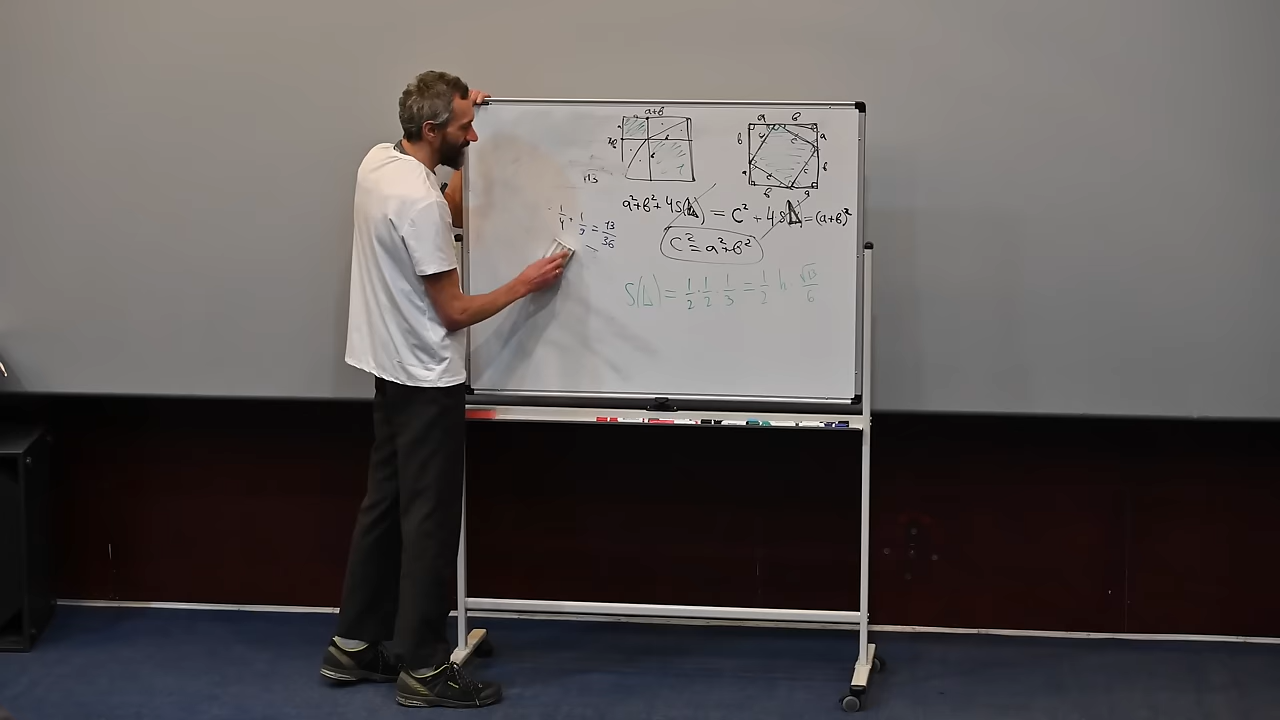 a+b
a b
b c c a
a c c b
b a
√13
1/4 + 1/9 = 13/36
a²+b²+4S(◺) = c² + 4S(◺) = (a+b)²
c² = a²+b²
S(◺) = 1/2 · 1/2 · 1/3 = 1/2 h √13/6